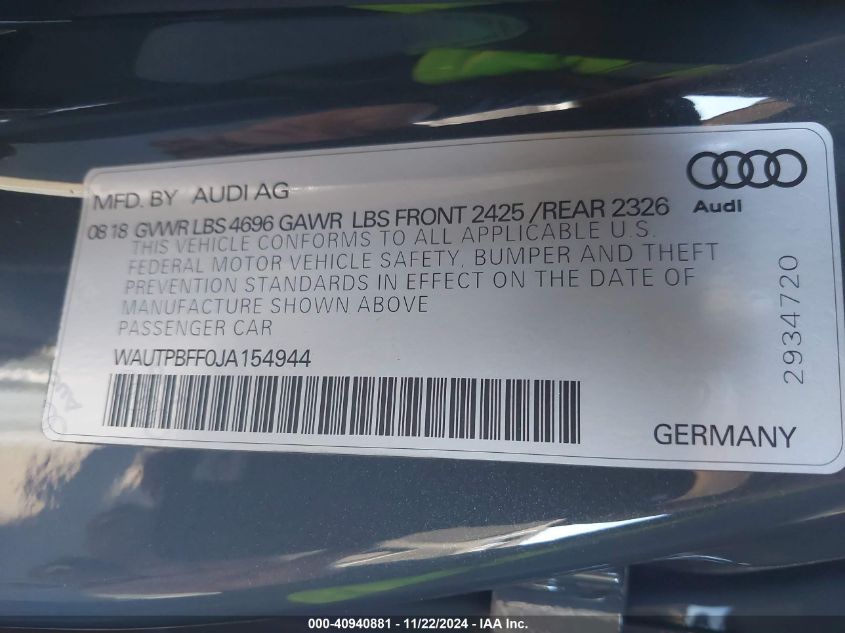 MFD. BY AUDI AG
Audi
08 18 GVWR LBS 4696 GAWR LBS FRONT 2425 /REAR 2326
THIS VEHICLE CONFORMS TO ALL APPLICABLE U.S.
FEDERAL MOTOR VEHICLE SAFETY, BUMPER AND THEFT
PREVENTION STANDARDS IN EFFECT ON THE DATE OF
MANUFACTURE SHOWN ABOVE
PASSENGER CAR
WAUTPBFF0JA154944
2934720
GERMANY
000-40940881 - 11/22/2024 - IAA Inc.